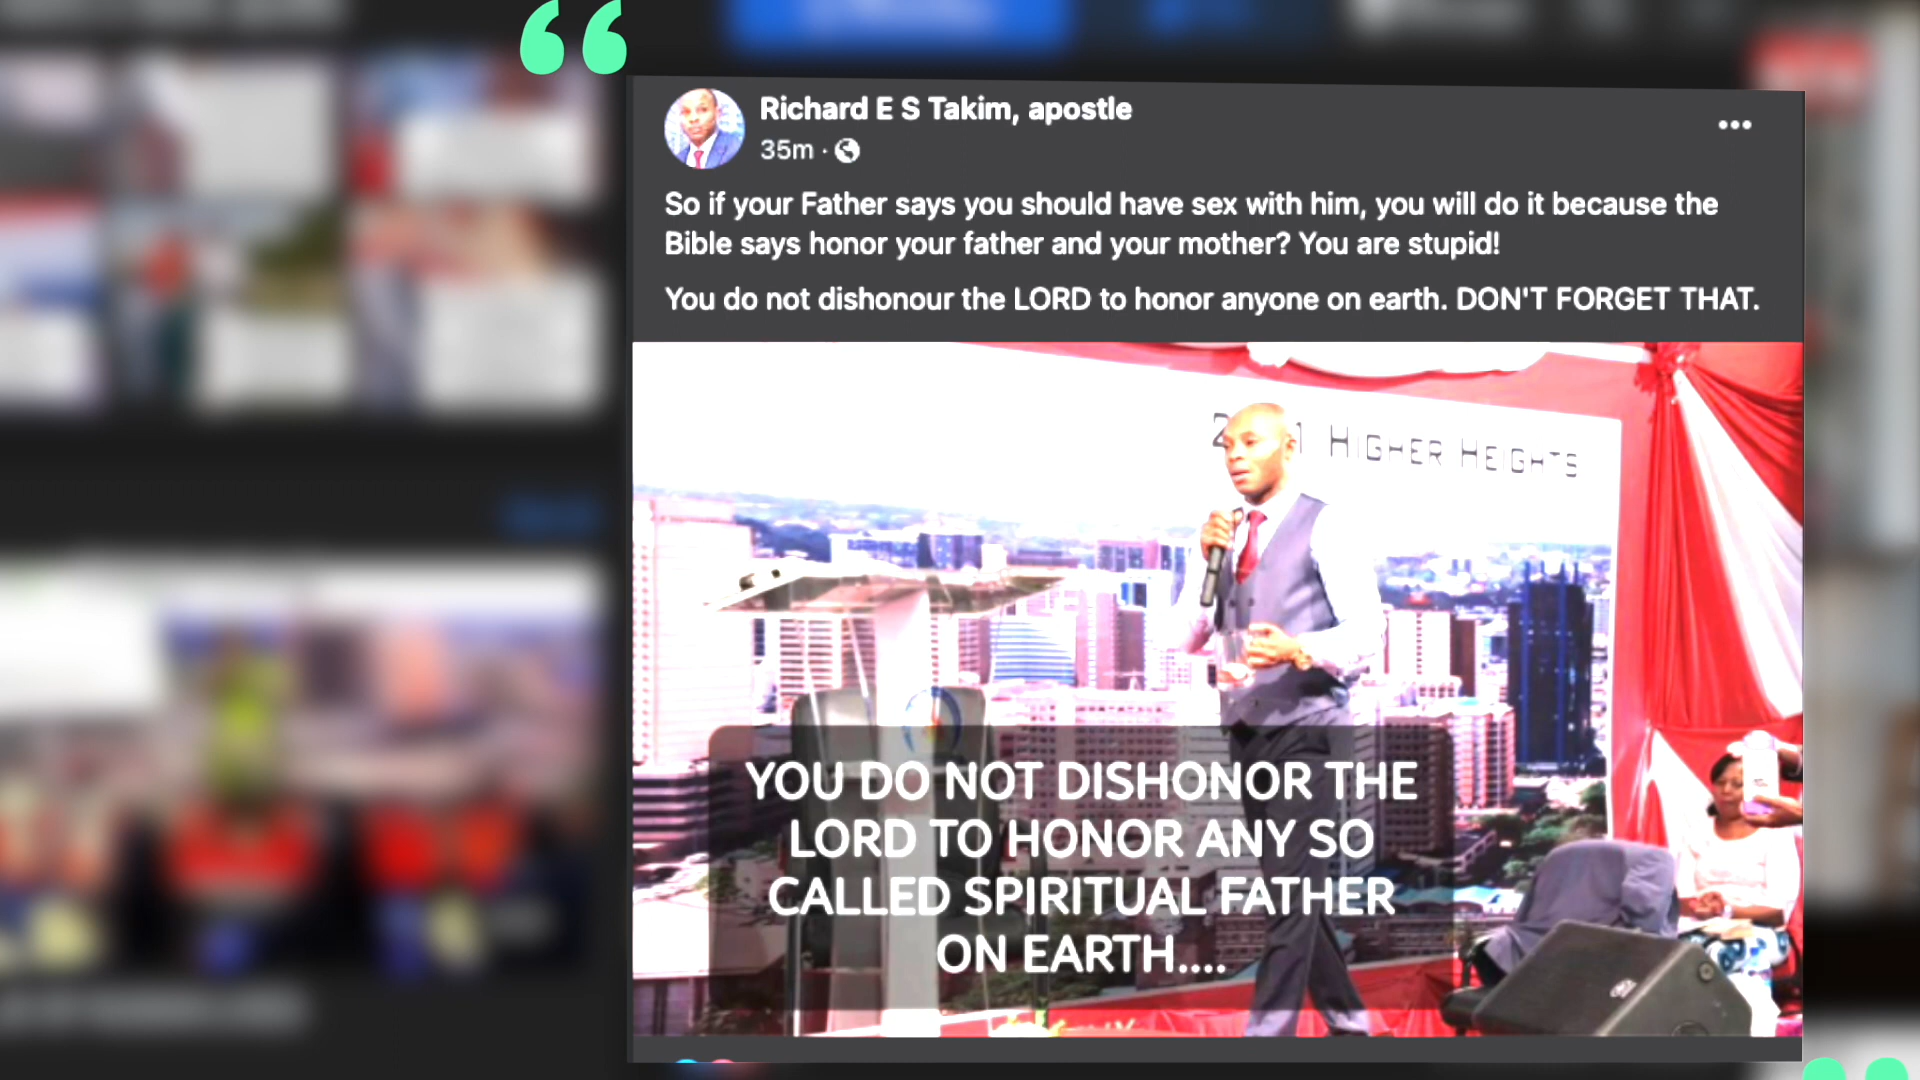 Richard E S Takim, apostle
35m ·
So if your Father says you should have sex with him, you will do it because the
Bible says honor your father and your mother? You are stupid!
You do not dishonour the LORD to honor anyone on earth. DON'T FORGET THAT.
HIGHER HEIGHTS
YOU DO NOT DISHONOR THE
LORD TO HONOR ANY SO
CALLED SPIRITUAL FATHER
ON EARTH....